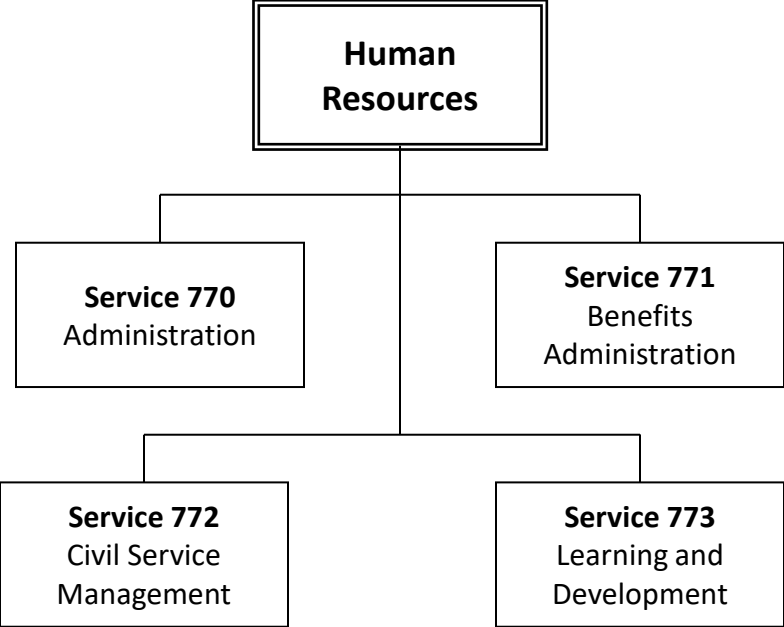 Human
Resources
Service 770
Administration
Service 771
Benefits
Administration
Service 772
Civil Service
Management
Service 773
Learning and
Development